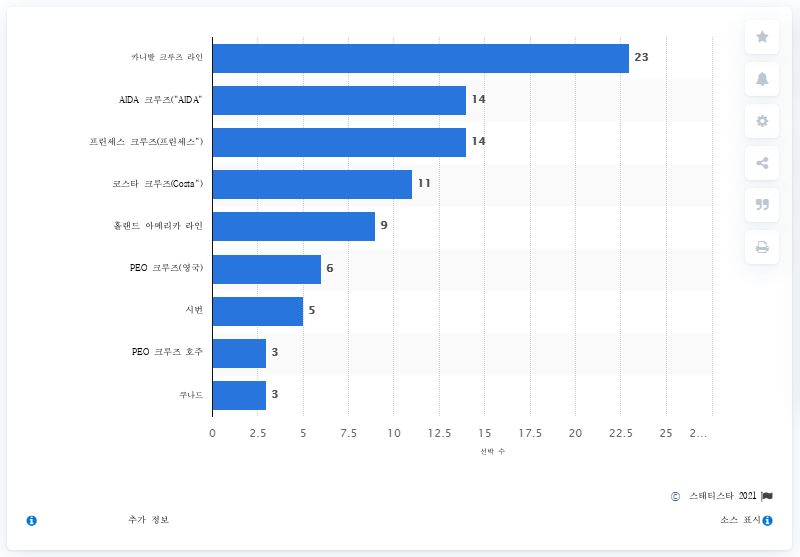 카니발 크루즈 라인 23
AIDA 크루즈("AIDA" 14
프린세스 크루즈(프린세스") 14
코스타 크루즈(Costa") 11
홀랜드 아메리카 라인 9
PEO 크루즈(영국) 6
시번 5
PEO 크루즈 호주 3
쿠나드 3
0 2.5 5 7.5 10 12.5 15 17.5 20 22.5 25 2...
선박 수
© 스태티스타 2021
추가 정보 소스 표시